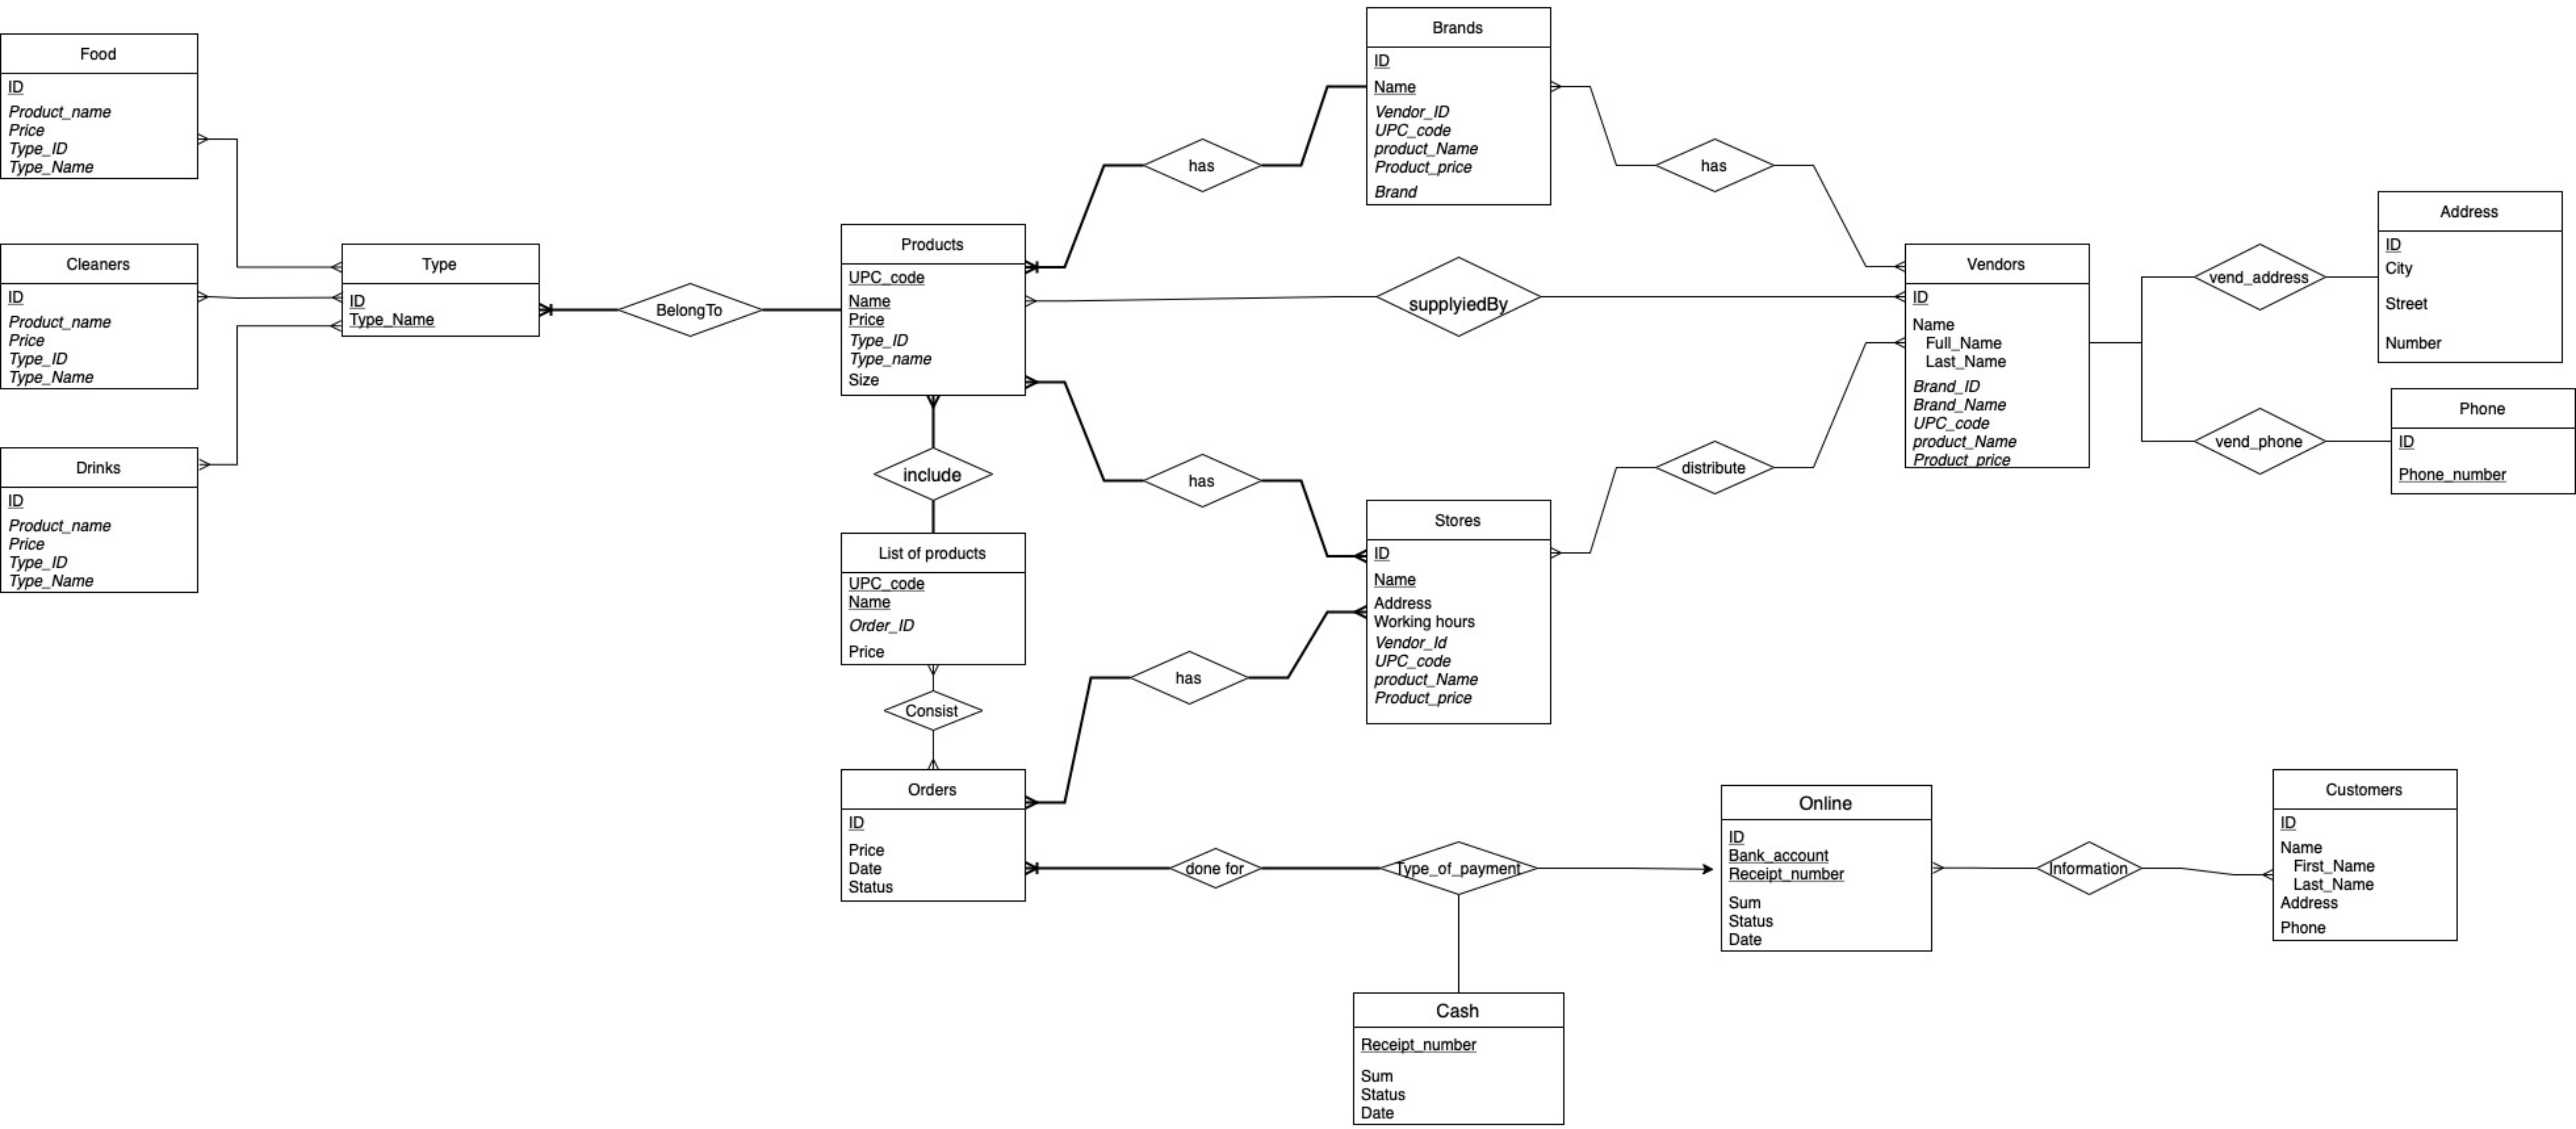 Food
ID
Product_name
Price
Type_ID
Type_Name
Cleaners
ID
Product_name
Price
Type_ID
Type_Name
Drinks
ID
Product_name
Price
Type_ID
Type_Name
Type
ID
Type_Name
BelongTo
Products
UPC_code
Name
Price
Type_ID
Type_name
Size
include
List of products
UPC_code
Name
Order_ID
Price
Consist
Orders
ID
Price
Date
Status
has
supplyiedBy
has
has
done for
Brands
ID
Name
Vendor_ID
UPC_code
product_Name
Product_price
Brand
has
Stores
ID
Name
Address
Working hours
Vendor_Id
UPC_code
product_Name
Product_price
distribute
Type_of_payment
Cash
Receipt_number
Sum
Status
Date
Vendors
ID
Name
Full_Name
Last_Name
Brand_ID
Brand_Name
UPC_code
product_Name
Product_price
vend_address
Address
ID
City
Street
Number
vend_phone
Phone
ID
Phone_number
Online
ID
Bank_account
Receipt_number
Sum
Status
Date
Information
Customers
ID
Name
First_Name
Last_Name
Address
Phone